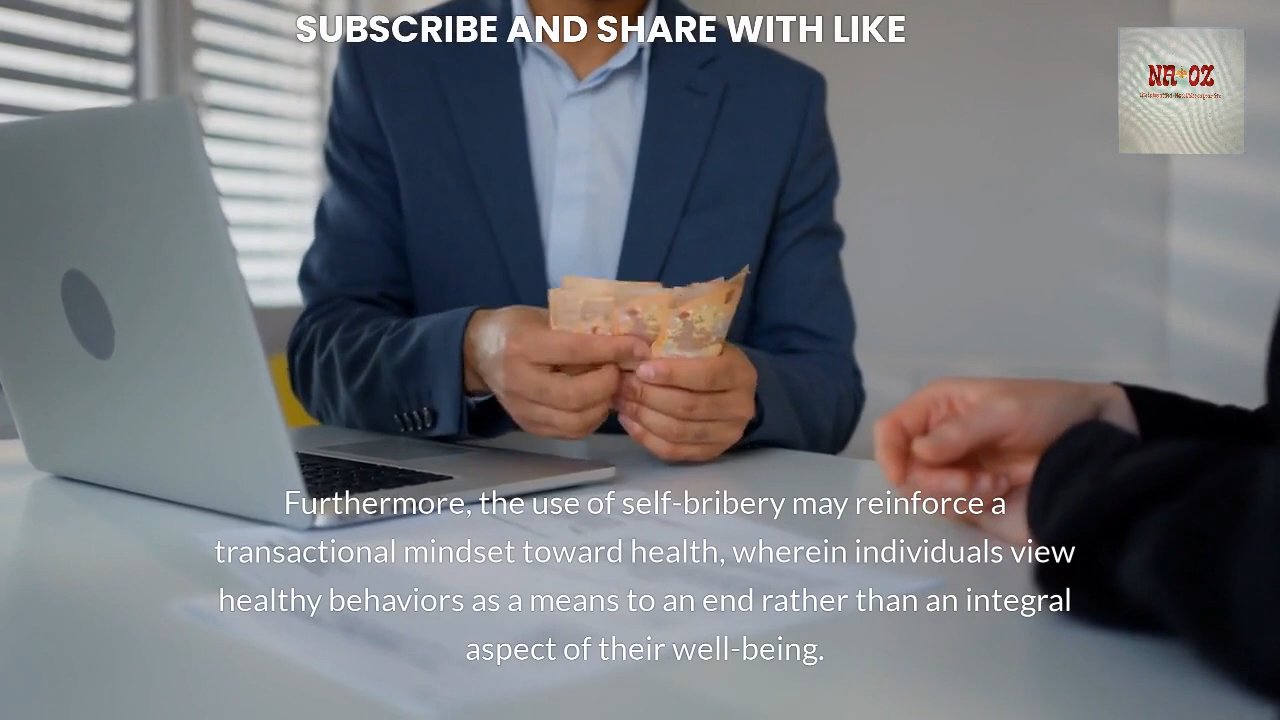 SUBSCRIBE AND SHARE WITH LIKE
NA OZ
Furthermore, the use of self-bribery may reinforce a
transactional mindset toward health, wherein individuals view
healthy behaviors as a means to an end rather than an integral
aspect of their well-being.